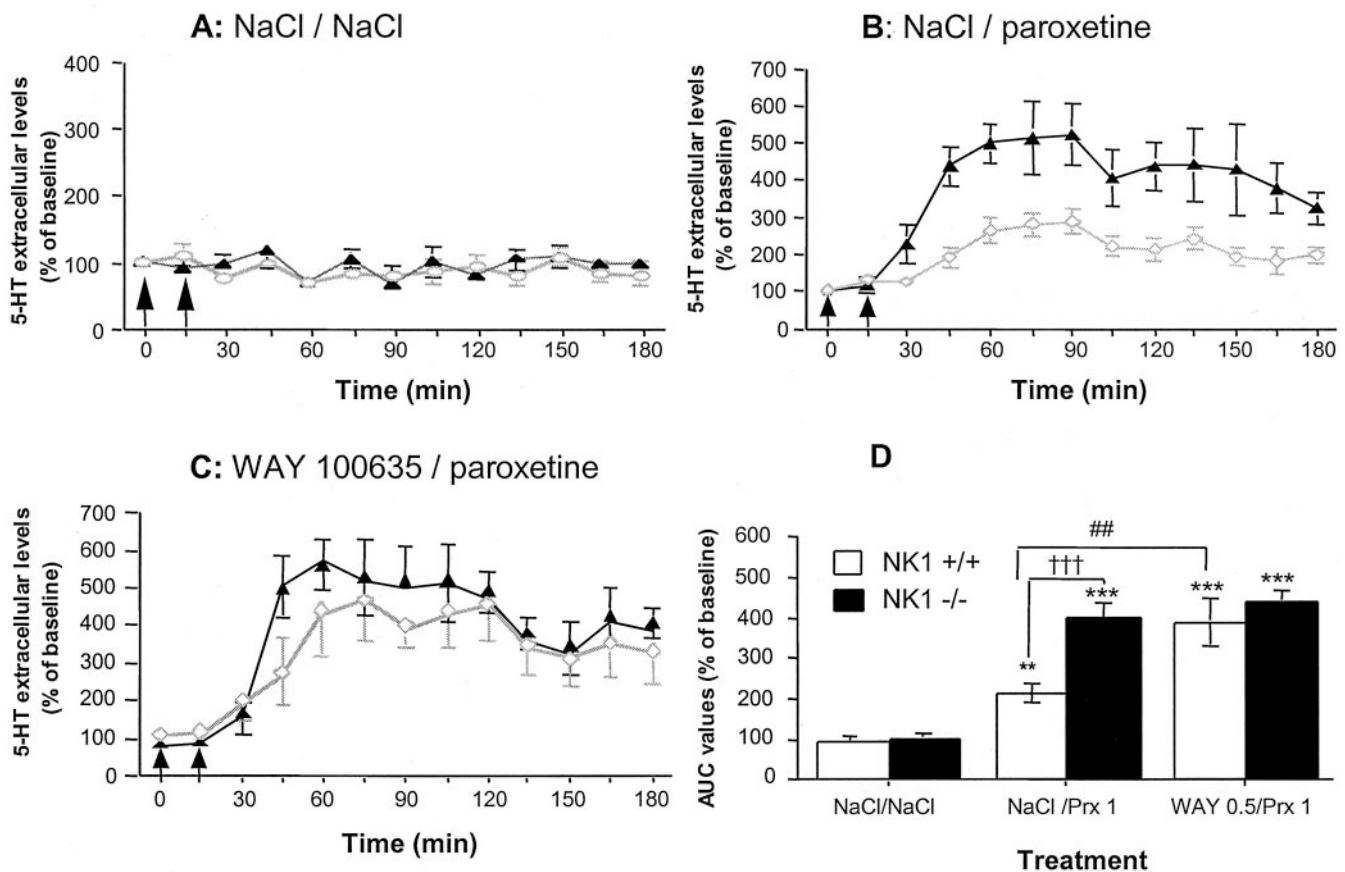 A: NaCl / NaCl
5-HT extracellular levels
(% of baseline)
400
300
200
100
0
0 30 60 90 120 150 180
Time (min)
B: NaCl / paroxetine
5-HT extracellular levels
(% of baseline)
700
600
500
400
300
200
100
0
0 30 60 90 120 150 180
Time (min)
C: WAY 100635 / paroxetine
5-HT extracellular levels
(% of baseline)
700
600
500
400
300
200
100
0
0 30 60 90 120 150 180
Time (min)
D
AUC values (% of baseline)
600
500
400
300
200
100
0
NK1 +/+
NK1 -/-
##
†††
** *** *** ***
NaCl/NaCl NaCl /Prx 1 WAY 0.5/Prx 1
Treatment